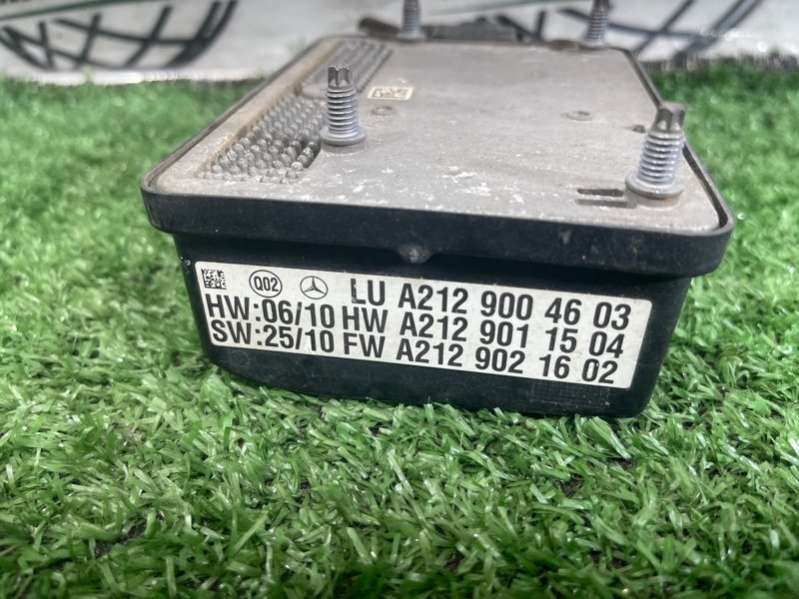 Q02 LU A212 900 46 03
HW:06/10 HW A212 901 15 04
SW:25/10 FW A212 902 16 02